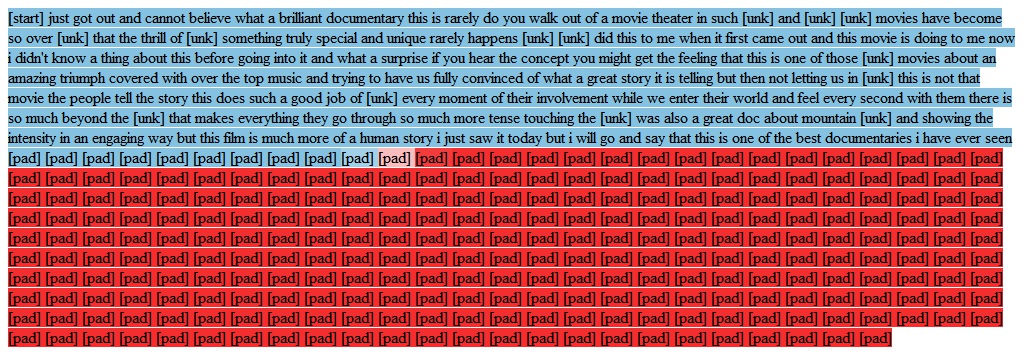 [start] just got out and cannot believe what a brilliant documentary this is rarely do you walk out of a movie theater in such [unk] and [unk] [unk] movies have become
so over [unk] that the thrill of [unk] something truly special and unique rarely happens [unk] [unk] did this to me when it first came out and this movie is doing to me now
i didn't know a thing about this before going into it and what a surprise if you hear the concept you might get the feeling that this is one of those [unk] movies about an
amazing triumph covered with over the top music and trying to have us fully convinced of what a great story it is telling but then not letting us in [unk] this is not that
movie the people tell the story this does such a good job of [unk] every moment of their involvement while we enter their world and feel every second with them there is
so much beyond the [unk] that makes everything they go through so much more tense touching the [unk] was also a great doc about mountain [unk] and showing the
intensity in an engaging way but this film is much more of a human story i just saw it today but i will go and say that this is one of the best documentaries i have ever seen
[pad] [pad] [pad] [pad] [pad] [pad] [pad] [pad] [pad] [pad] [pad] [pad] [pad] [pad] [pad] [pad] [pad] [pad] [pad] [pad] [pad] [pad] [pad] [pad] [pad] [pad] [pad]
[pad] [pad] [pad] [pad] [pad] [pad] [pad] [pad] [pad] [pad] [pad] [pad] [pad] [pad] [pad] [pad] [pad] [pad] [pad] [pad] [pad] [pad] [pad] [pad] [pad] [pad] [pad]
[pad] [pad] [pad] [pad] [pad] [pad] [pad] [pad] [pad] [pad] [pad] [pad] [pad] [pad] [pad] [pad] [pad] [pad] [pad] [pad] [pad] [pad] [pad] [pad] [pad] [pad] [pad]
[pad] [pad] [pad] [pad] [pad] [pad] [pad] [pad] [pad] [pad] [pad] [pad] [pad] [pad] [pad] [pad] [pad] [pad] [pad] [pad] [pad] [pad] [pad] [pad] [pad] [pad] [pad]
[pad] [pad] [pad] [pad] [pad] [pad] [pad] [pad] [pad] [pad] [pad] [pad] [pad] [pad] [pad] [pad] [pad] [pad] [pad] [pad] [pad] [pad] [pad] [pad] [pad] [pad] [pad]
[pad] [pad] [pad] [pad] [pad] [pad] [pad] [pad] [pad] [pad] [pad] [pad] [pad] [pad] [pad] [pad] [pad] [pad] [pad] [pad] [pad] [pad] [pad] [pad] [pad] [pad] [pad]
[pad] [pad] [pad] [pad] [pad] [pad] [pad] [pad] [pad] [pad] [pad] [pad] [pad] [pad] [pad] [pad] [pad] [pad] [pad] [pad] [pad] [pad] [pad] [pad] [pad] [pad] [pad]
[pad] [pad] [pad] [pad] [pad] [pad] [pad] [pad] [pad] [pad] [pad] [pad] [pad] [pad] [pad] [pad] [pad] [pad] [pad] [pad] [pad] [pad] [pad] [pad] [pad] [pad] [pad]
[pad] [pad] [pad] [pad] [pad] [pad] [pad] [pad] [pad] [pad] [pad] [pad] [pad] [pad] [pad] [pad] [pad] [pad] [pad] [pad] [pad] [pad] [pad] [pad] [pad] [pad] [pad]
[pad] [pad] [pad] [pad] [pad] [pad] [pad] [pad] [pad] [pad] [pad] [pad] [pad] [pad] [pad] [pad] [pad] [pad] [pad] [pad] [pad] [pad] [pad] [pad]